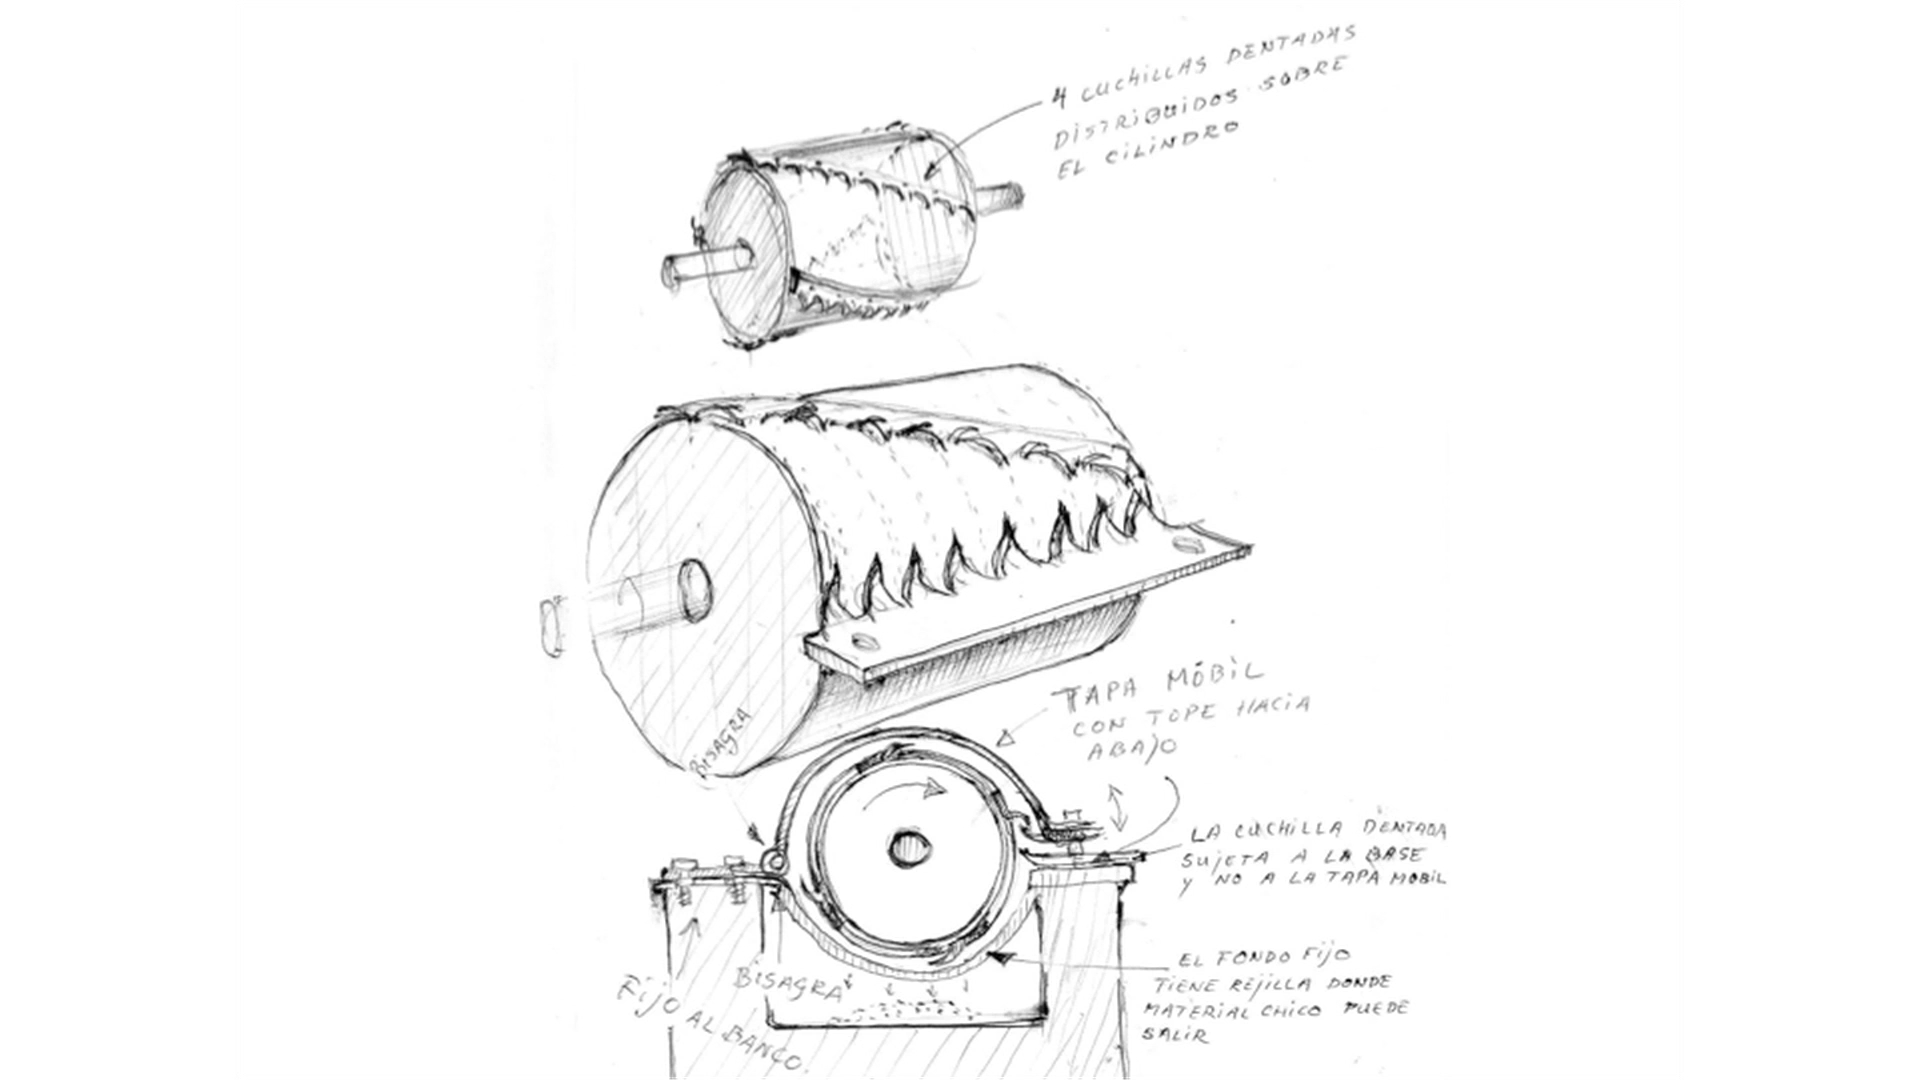 4 CUCHILLAS DENTADAS
DISTRIBUIDOS SOBRE
EL CILINDRO
BISAGRA
TAPA MÓBIL
CON TOPE HACIA
ABAJO
LA CUCHILLA DENTADA
SUJETA A LA BASE
Y NO A LA TAPA MOBIL
EL FONDO FIJO
TIENE REJILLA DONDE
MATERIAL CHICO PUEDE
SALIR
BISAGRA
FIJO AL BANCO.